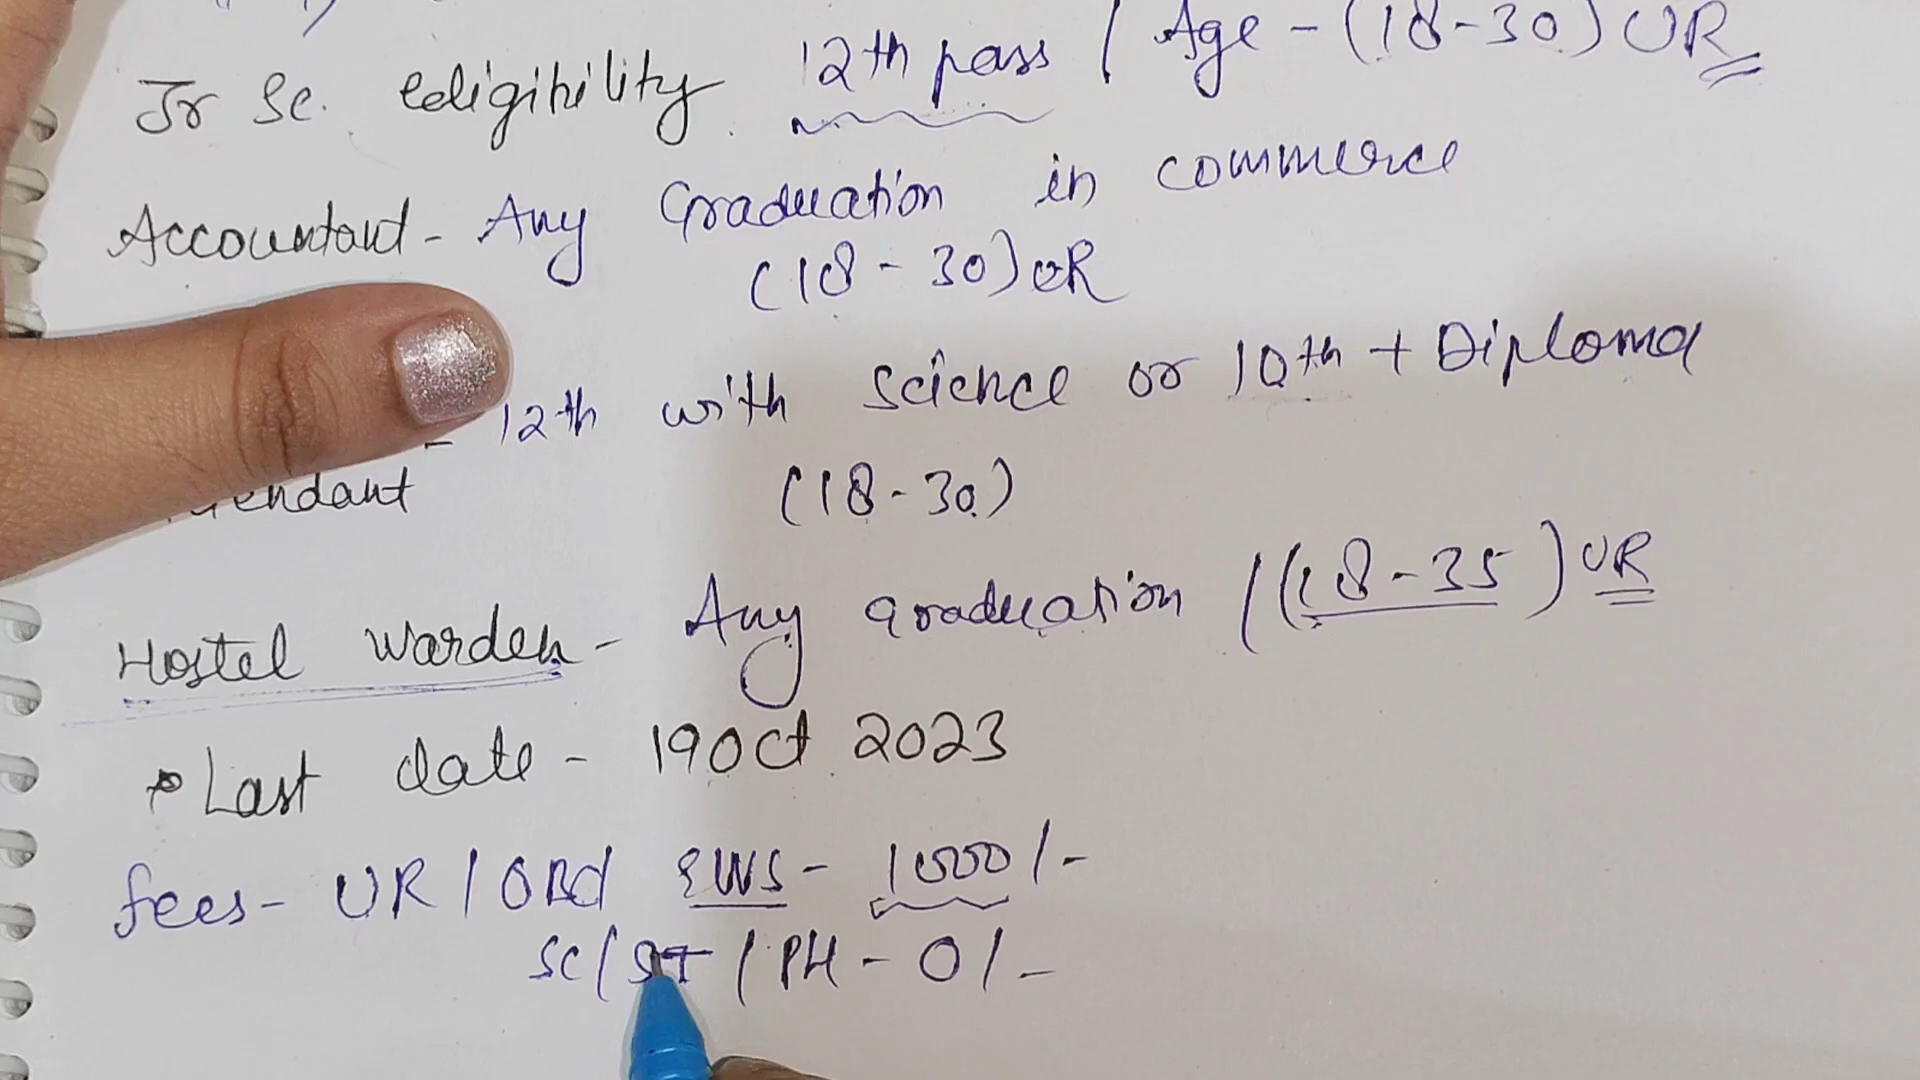 Jr Sc. eligibility 12th pass / Age - (18-30) UR
Accountant - Any Graduation in commerce
(18 - 30) UR
- 12th with Science or 10th + Diploma
endant (18 - 30)
Hostel Warden - Any graduation / (18 - 35) UR
Last date - 19 Oct 2023
fees - UR / OBC EWS - 1000/-
SC / ST / PH - 0/-